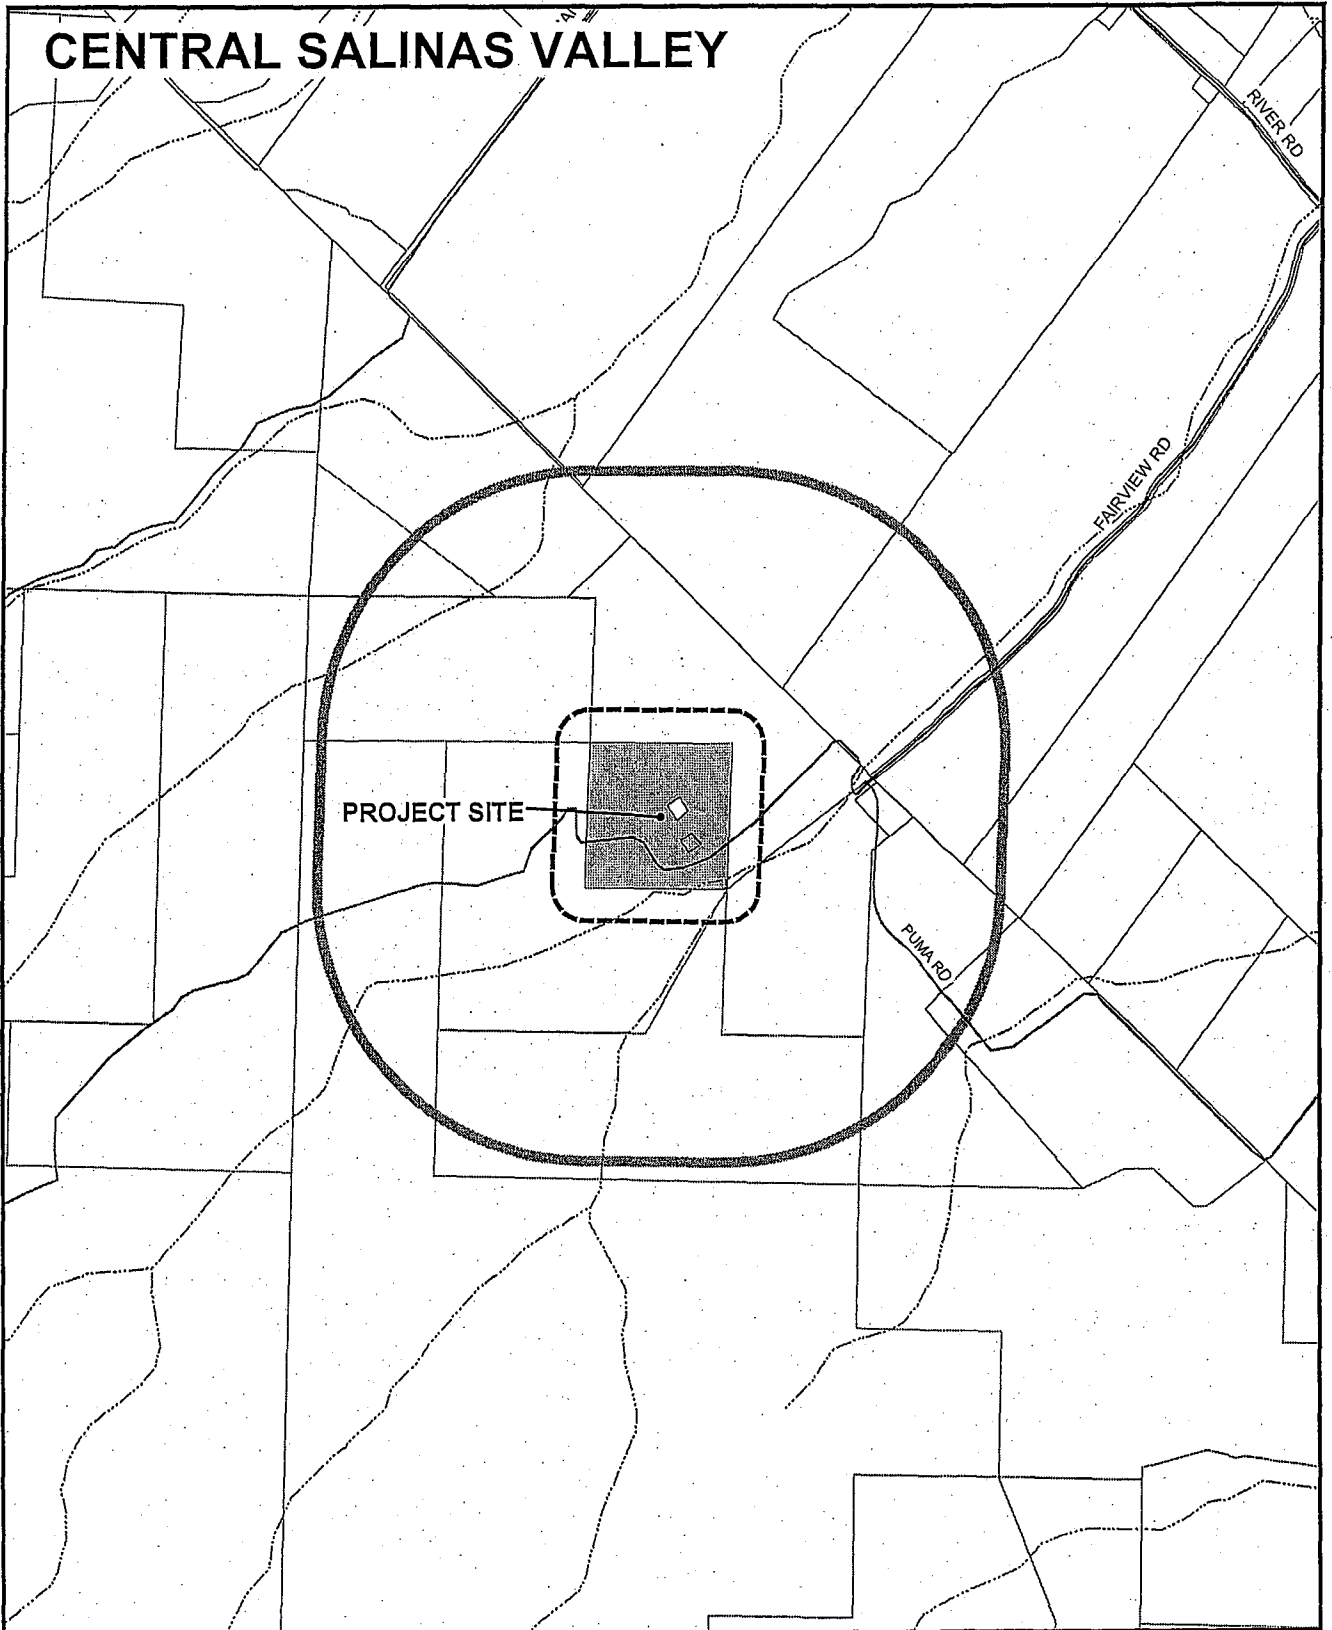 CENTRAL SALINAS VALLEY
RIVER RD
FAIRVIEW RD
PROJECT SITE
PUMA RD